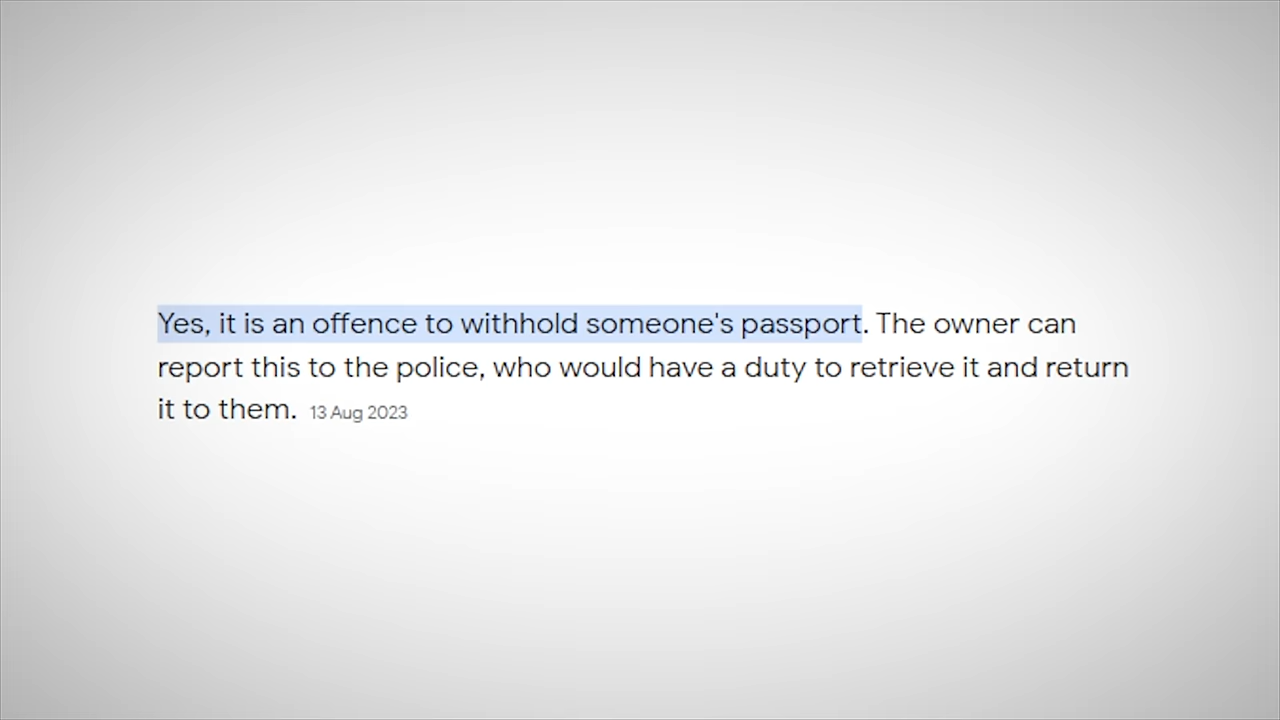 Yes, it is an offence to withhold someone's passport. The owner can
report this to the police, who would have a duty to retrieve it and return
it to them. 13 Aug 2023